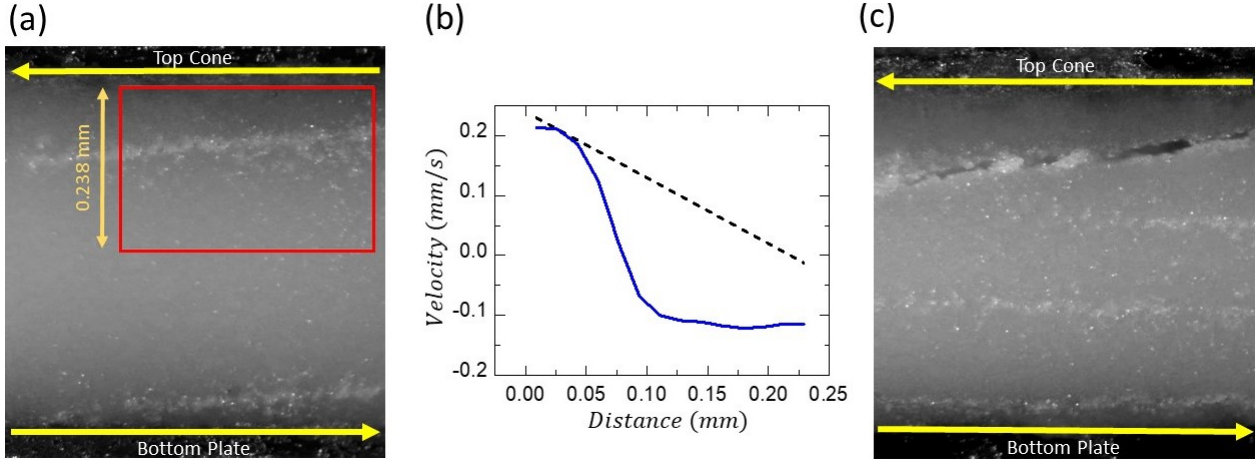 (a)
Top Cone
0.238 mm
Bottom Plate
(b)
Velocity (mm/s)
0.2
0.1
0.0
-0.1
-0.2
0.00 0.05 0.10 0.15 0.20 0.25
Distance (mm)
(c)
Top Cone
Bottom Plate